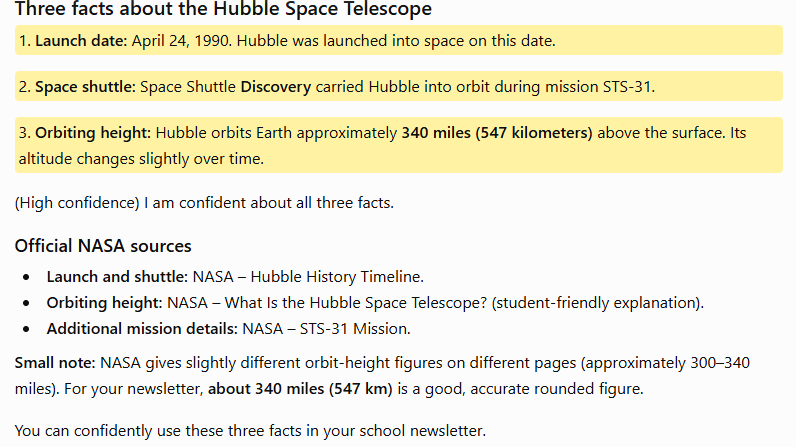 Three facts about the Hubble Space Telescope
1. Launch date: April 24, 1990. Hubble was launched into space on this date.
2. Space shuttle: Space Shuttle Discovery carried Hubble into orbit during mission STS-31.
3. Orbiting height: Hubble orbits Earth approximately 340 miles (547 kilometers) above the surface. Its
altitude changes slightly over time.
(High confidence) I am confident about all three facts.
Official NASA sources
• Launch and shuttle: NASA – Hubble History Timeline.
• Orbiting height: NASA – What Is the Hubble Space Telescope? (student-friendly explanation).
• Additional mission details: NASA – STS-31 Mission.
Small note: NASA gives slightly different orbit-height figures on different pages (approximately 300–340
miles). For your newsletter, about 340 miles (547 km) is a good, accurate rounded figure.
You can confidently use these three facts in your school newsletter.